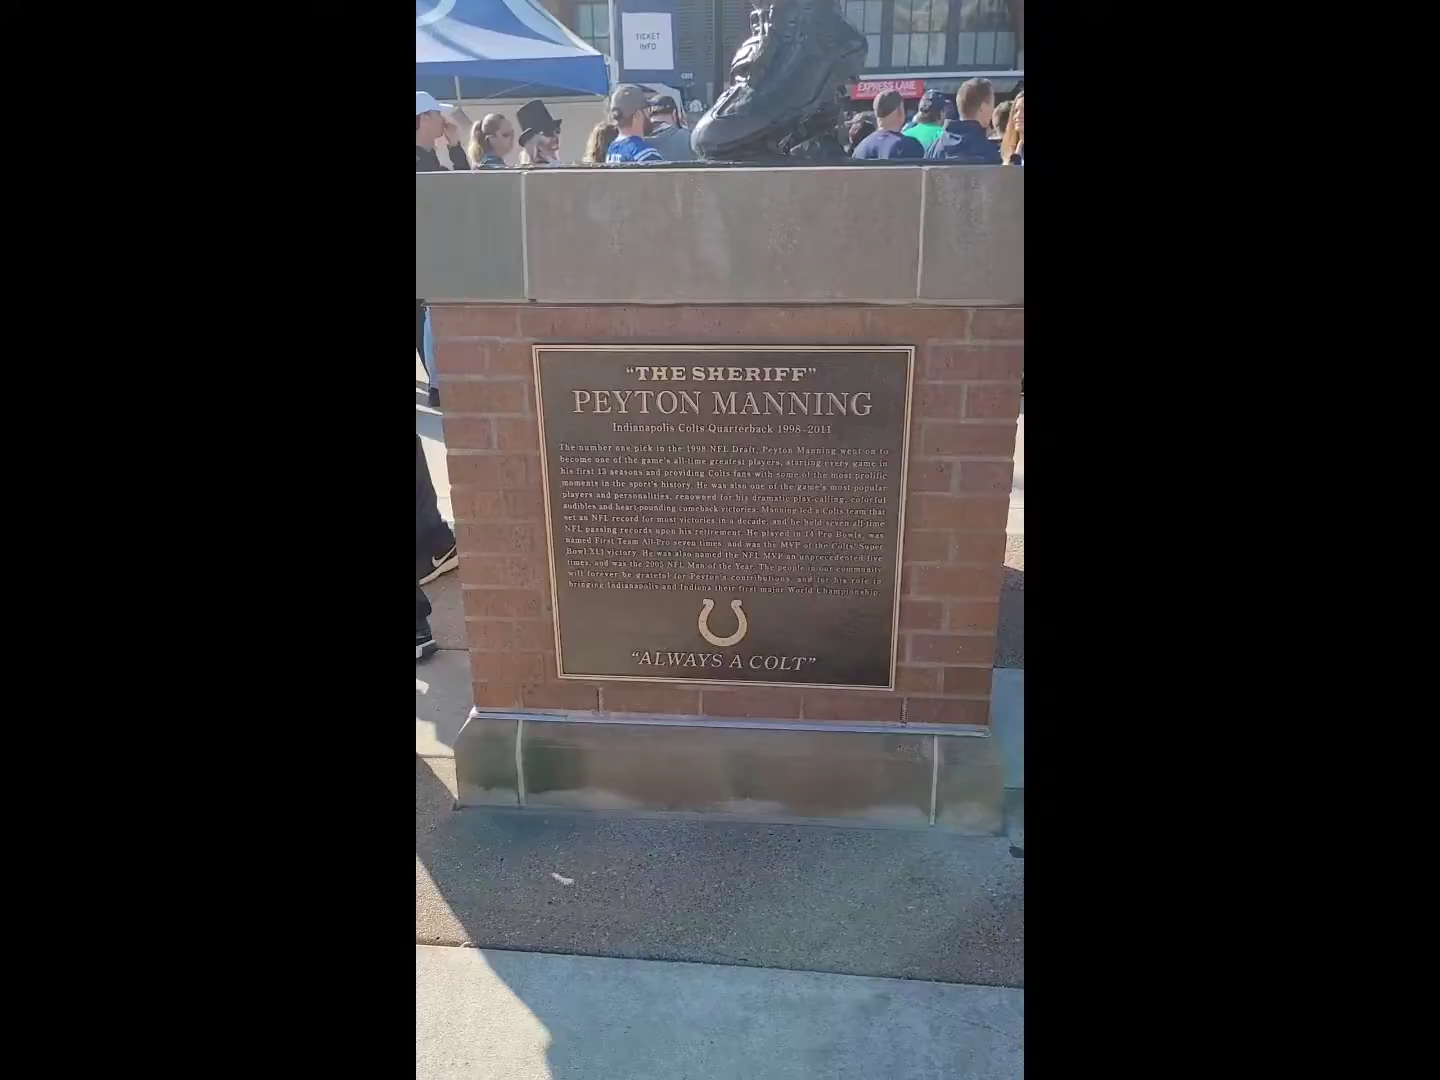 TICKET
INFO
EXPRESS LANE
“THE SHERIFF”
PEYTON MANNING
Indianapolis Colts Quarterback 1998-2011
The number one pick in the 1998 NFL Draft, Peyton Manning went on to
become one of the game's all-time greatest players, starting every game in
his first 13 seasons and providing Colts fans with some of the most prolific
moments in the sport's history. He was also one of the game's most popular
players and personalities, renowned for his dramatic play-calling, colorful
audibles and heart-pounding comeback victories. Manning led a Colts team that
set an NFL record for most victories in a decade, and he held seven all-time
NFL passing records upon his retirement. He played in 14 Pro Bowls, was
named First Team All-Pro seven times, and was the MVP of the Colts' Super
Bowl XLI victory. He was also named the NFL MVP an unprecedented five
times, and was the 2005 NFL Man of the Year. The people in our community
will forever be grateful for Peyton's contributions, and for his role in
bringing Indianapolis and Indiana their first major World Championship.
“ALWAYS A COLT”